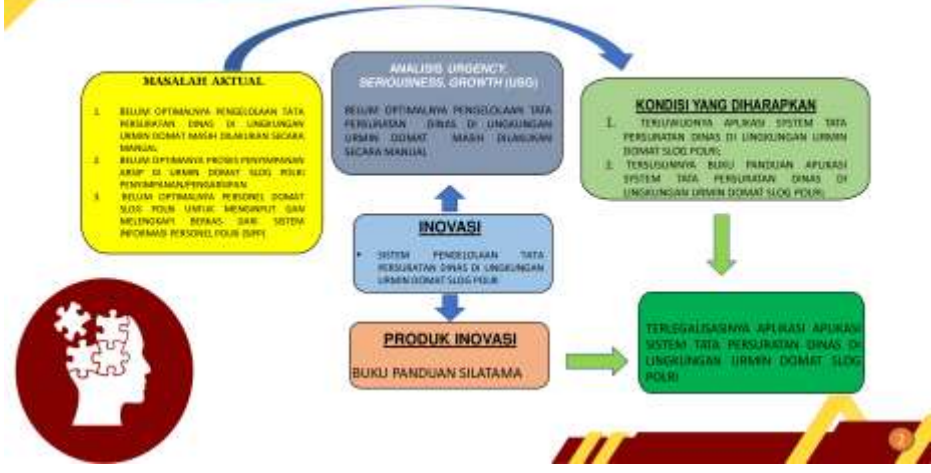 MASALAH AKTUAL
1. BELUM OPTIMALNYA PENGELOLAAN TATA
PERSURATAN DINAS DI LINGKUNGAN
URMIN DOMAT MASIH DILAKUKAN SECARA
MANUAL
2. BELUM OPTIMANYA PROSES PENYIMPANAN
ARSIP DI URMIN DOMAT SLOG POLRI
PENYIMPANAN/PENGARSIPAN
3. BELUM OPTIMALNYA PERSONEL DOMAT
SLOG POLRI UNTUK MENGINPUT DAN
MELENGKAPI BERKAS DARI SISTEM
INFORMASI PERSONEL POLRI (SIPP)
ANALISIS URGENCY,
SERIOUSNESS, GROWTH (USG)
BELUM OPTIMALNYA PENGELOLAAN TATA
PERSURATAN DINAS DI LINGKUNGAN
URMIN DOMAT MASIH DILAKUKAN
SECARA MANUAL
INOVASI
• SISTEM PENGELOLAAN TATA
PERSURATAN DINAS DI LINGKUNGAN
URMIN DOMAT SLOG POLRI
PRODUK INOVASI
BUKU PANDUAN SILATAMA
KONDISI YANG DIHARAPKAN
1. TERWUJUDNYA APLIKASI SYSTEM TATA
PERSURATAN DINAS DI LINGKUNGAN URMIN
DOMAT SLOG POLRI;
2. TERSUSUNNYA BUKU PANDUAN APLIKASI
SYSTEM TATA PERSURATAN DINAS DI
LINGKUNGAN URMIN DOMAT SLOG POLRI;
TERLEGALISASINYA APLIKASI APLIKASI
SISTEM TATA PERSURATAN DINAS DI
LINGKUNGAN URMIN DOMAT SLOG
POLRI
2